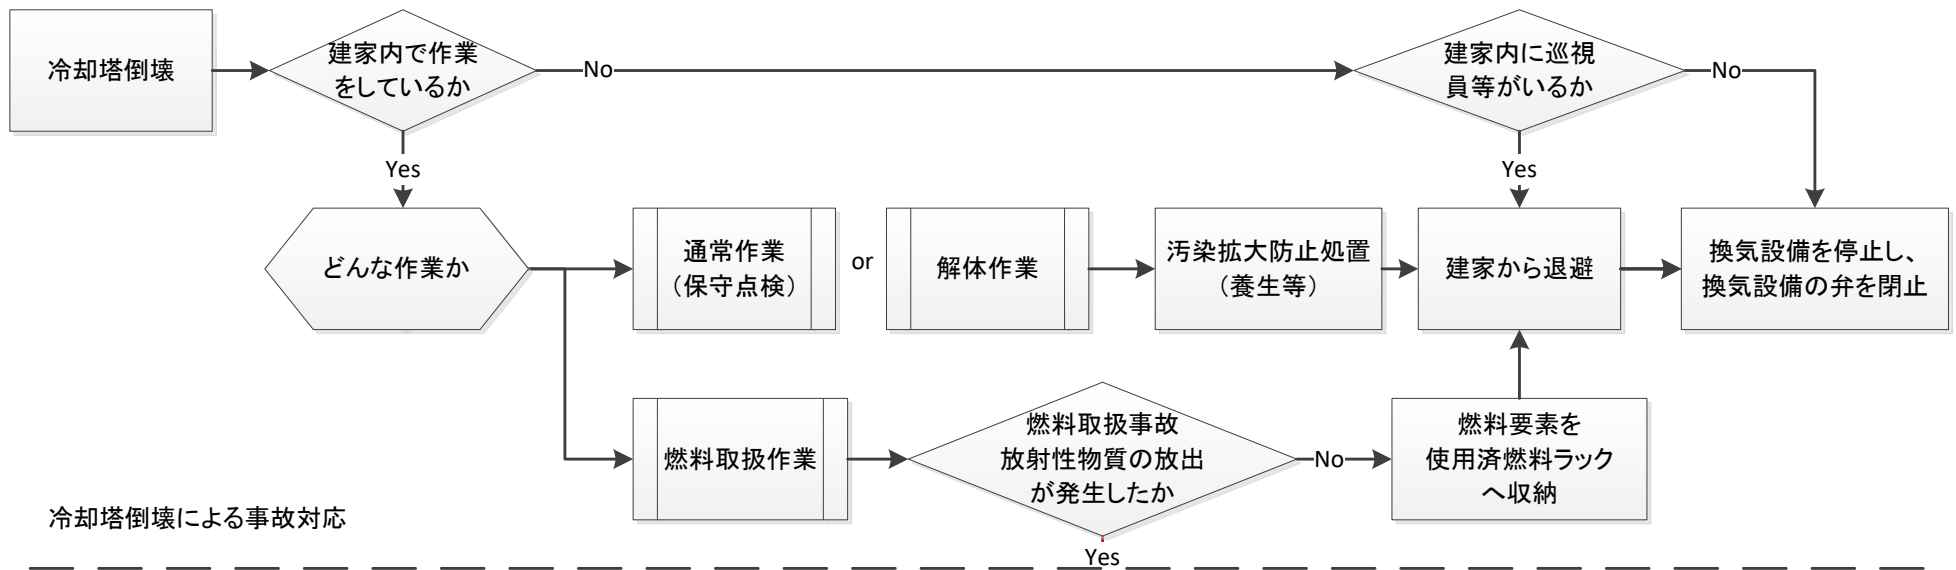 冷却塔倒壊
建家内で作業
をしているか
No
建家内に巡視
員等がいるか
No
Yes
Yes
どんな作業か
通常作業
（保守点検）
or
解体作業
汚染拡大防止処置
（養生等）
建家から退避
換気設備を停止し、
換気設備の弁を閉止
燃料取扱作業
燃料取扱事故
放射性物質の放出
が発生したか
No
燃料要素を
使用済燃料ラック
へ収納
冷却塔倒壊による事故対応
Yes